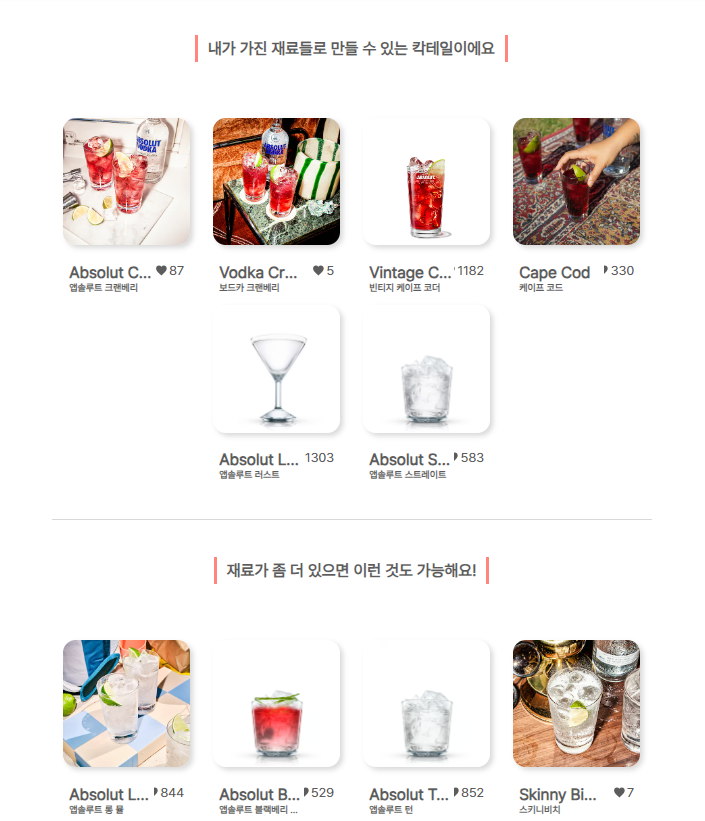 내가 가진 재료들로 만들 수 있는 칵테일이에요
ABSOLUT VODKA
ABSOLUT
Absolut C... 87
앱솔루트 크랜베리
Vodka Cr... 5
보드카 크랜베리
Vintage C... 1182
빈티지 케이프 코더
Cape Cod 330
케이프 코드
Absolut L... 1303
앱솔루트 러스트
Absolut S... 583
앱솔루트 스트레이트
재료가 좀 더 있으면 이런 것도 가능해요!
Absolut L... 844
앱솔루트 롱 뮬
Absolut B... 529
앱솔루트 블랙베리 ...
Absolut T... 852
앱솔루트 턴
Skinny Bi... 7
스키니비치